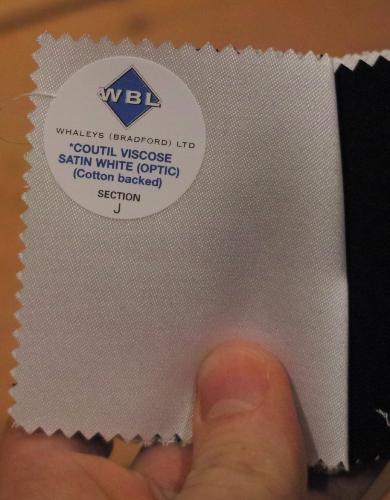 WBL
WHALEYS (BRADFORD) LTD
*COUTIL VISCOSE
SATIN WHITE (OPTIC)
(Cotton backed)
SECTION
J